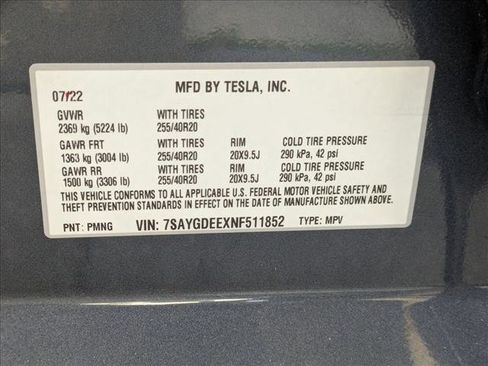 07/22 MFD BY TESLA, INC.
GVWR WITH TIRES
2369 kg (5224 lb) 255/40R20
GAWR FRT WITH TIRES RIM COLD TIRE PRESSURE
1363 kg (3004 lb) 255/40R20 20X9.5J 290 kPa, 42 psi
GAWR RR WITH TIRES RIM COLD TIRE PRESSURE
1500 kg (3306 lb) 255/40R20 20X9.5J 290 kPa, 42 psi
THIS VEHICLE CONFORMS TO ALL APPLICABLE U.S. FEDERAL MOTOR VEHICLE SAFETY AND
THEFT PREVENTION STANDARDS IN EFFECT ON THE DATE OF MANUFACTURE SHOWN ABOVE.
PNT: PMNG VIN: 7SAYGDEEXNF511852 TYPE: MPV